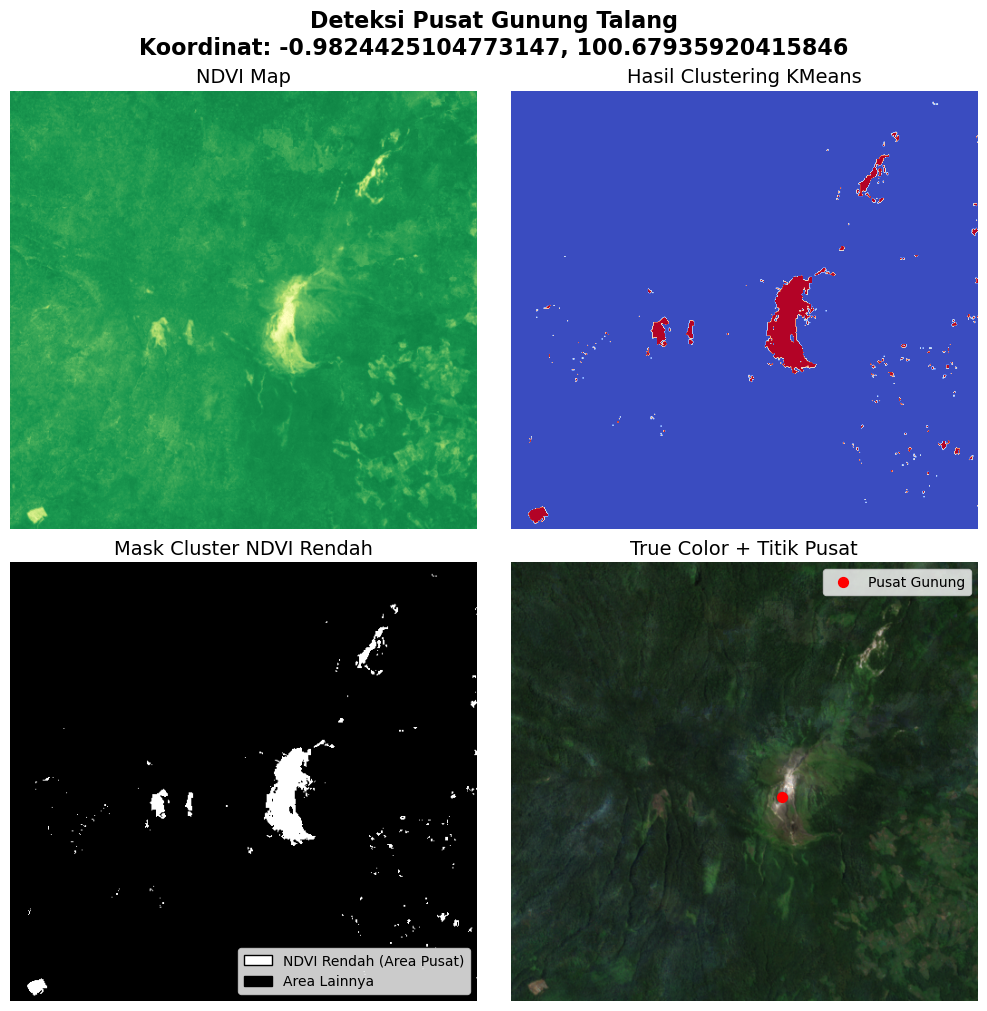 Deteksi Pusat Gunung Talang
Koordinat: -0.9824425104773147, 100.67935920415846
NDVI Map
Hasil Clustering KMeans
Mask Cluster NDVI Rendah
True Color + Titik Pusat
Pusat Gunung
NDVI Rendah (Area Pusat)
Area Lainnya